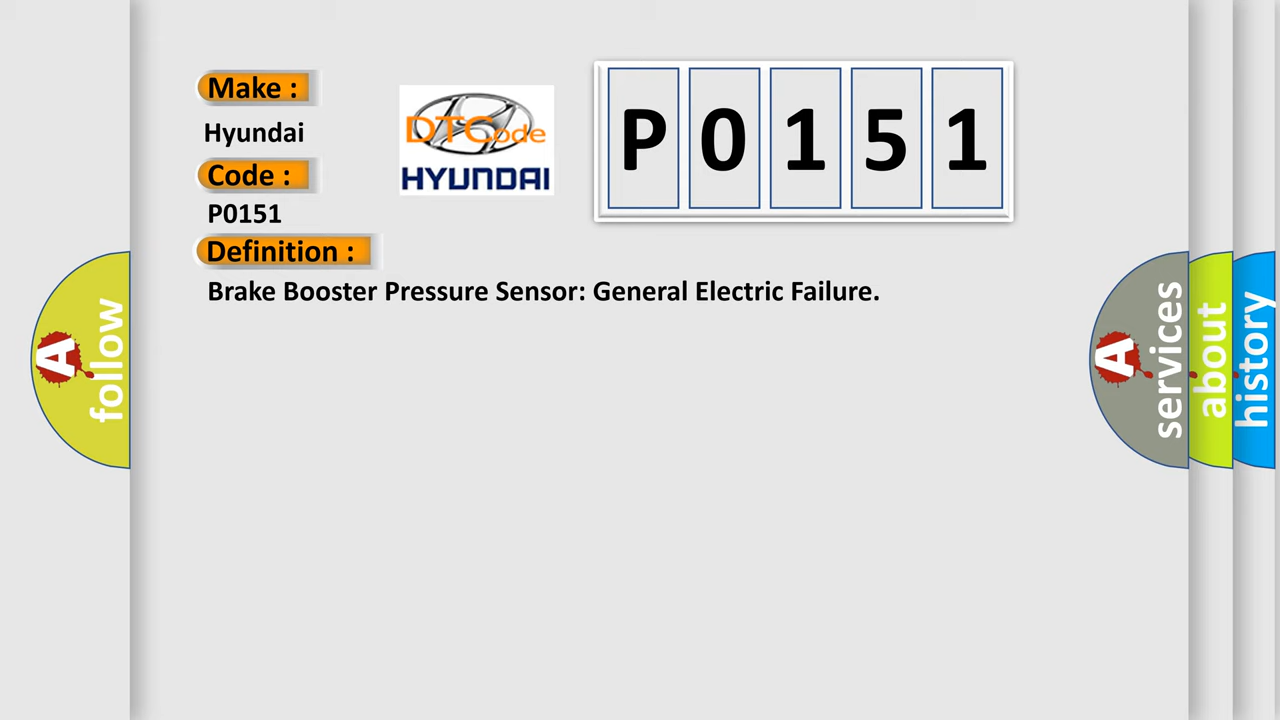 Make :
Hyundai
Code :
P0151
Definition :
Brake Booster Pressure Sensor: General Electric Failure.
DTCode
HYUNDAI
P 0 1 5 1
A follow
A services
about
history